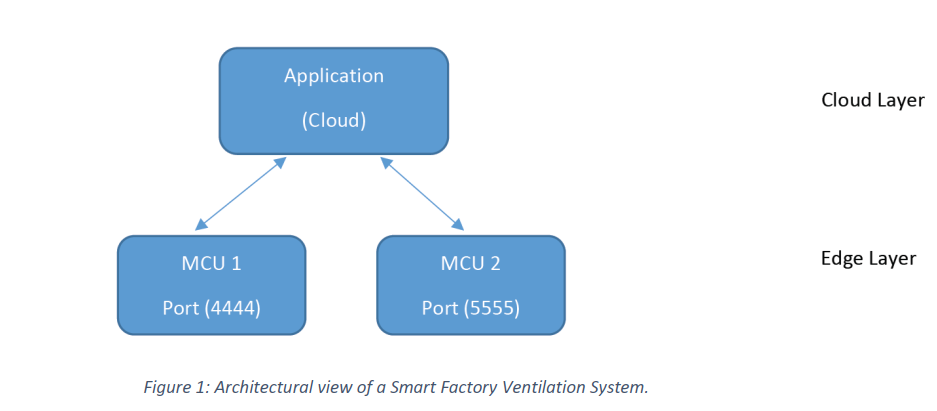 Application
(Cloud)
Cloud Layer
MCU 1
Port (4444)
MCU 2
Port (5555)
Edge Layer
Figure 1: Architectural view of a Smart Factory Ventilation System.